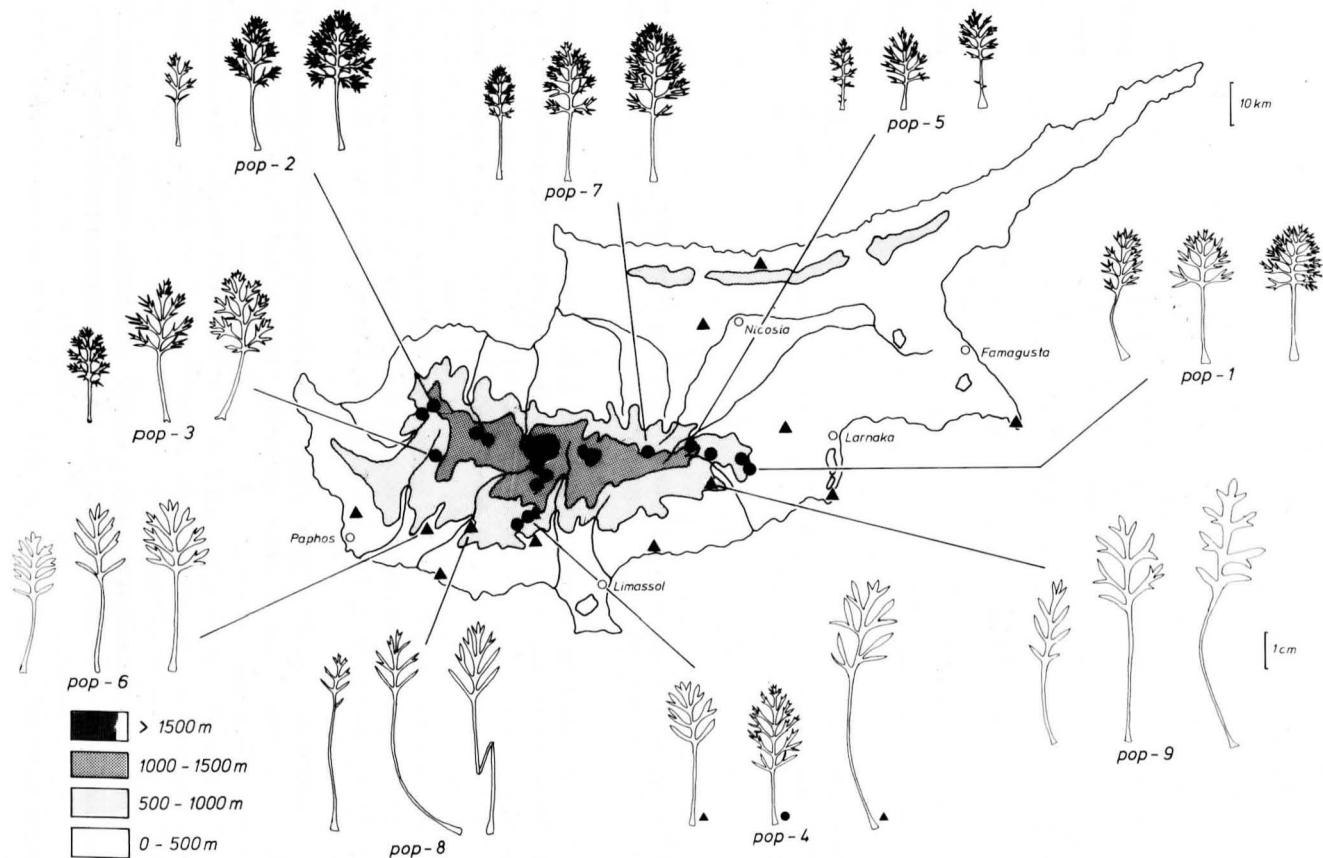 pop-2
pop-7
pop-5
10 km
pop-1
Nicosia
Famagusta
pop-3
Larnaka
Paphos
Limassol
1 cm
pop-6
pop-9
> 1500 m
1000 - 1500 m
500 - 1000 m
0 - 500 m
pop-8
pop-4